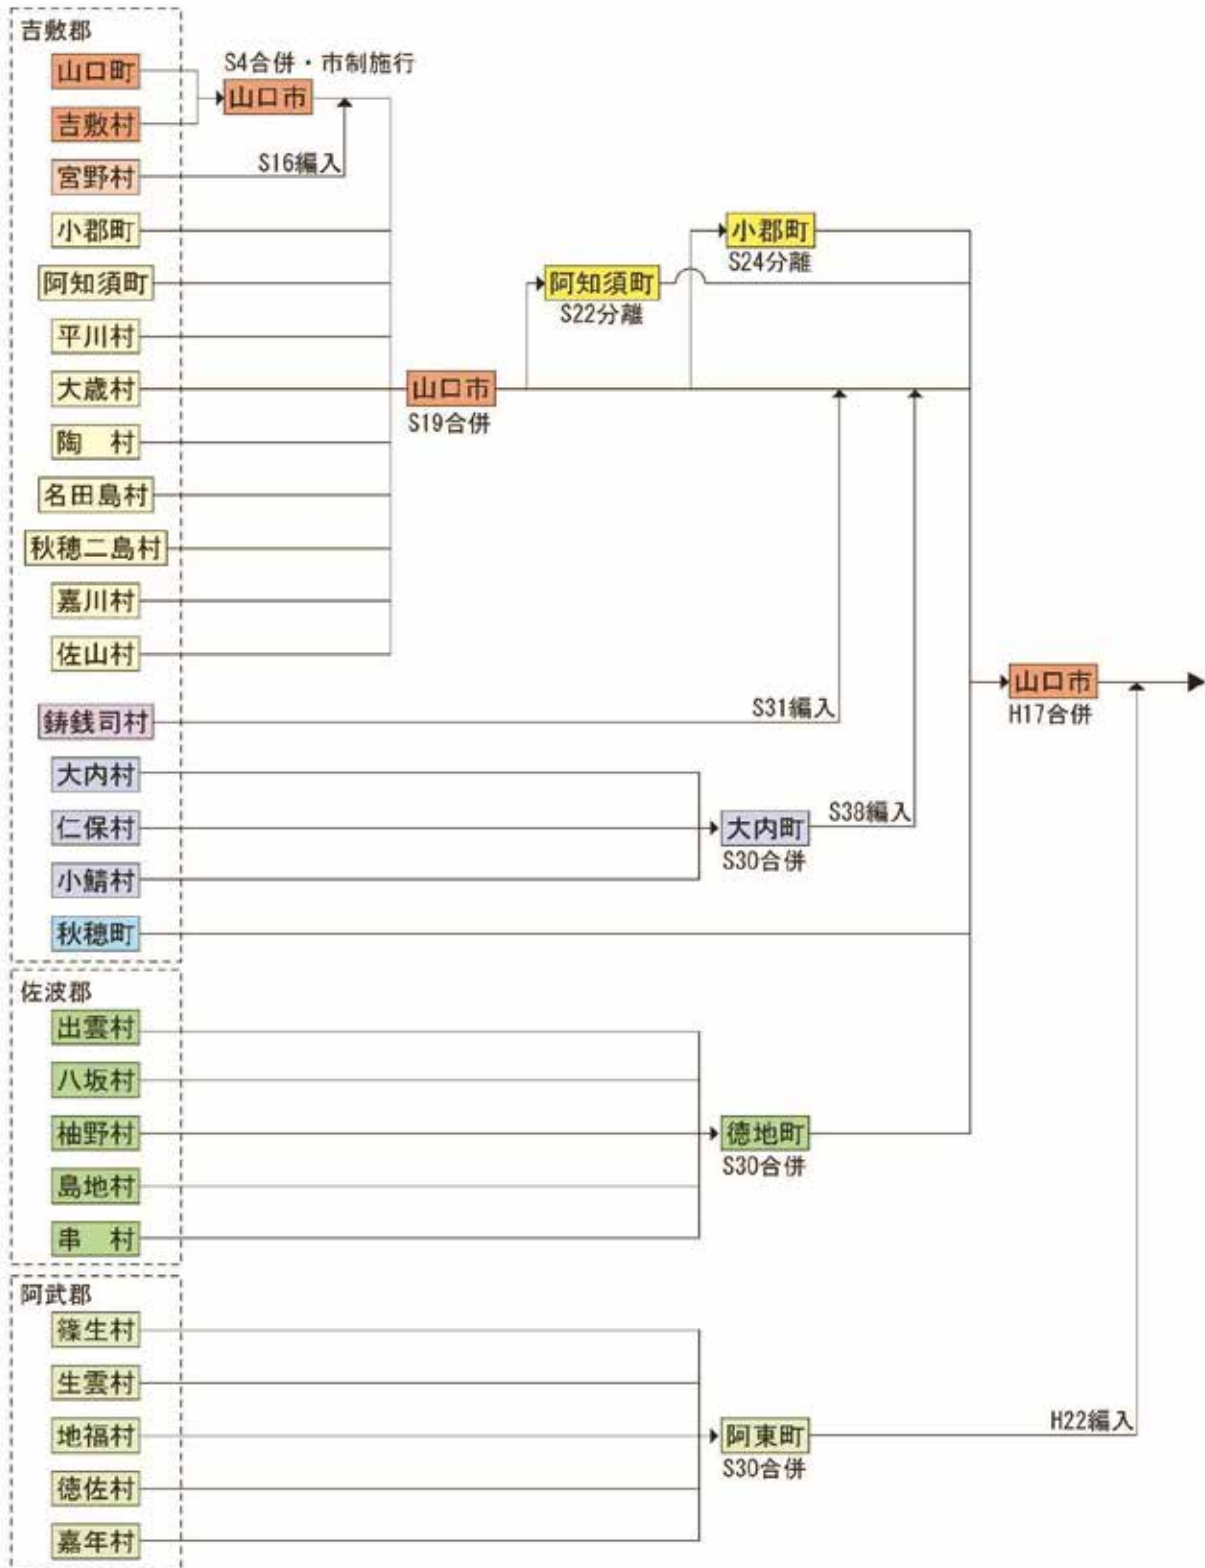 吉敷郡
山口町
S4合併・市制施行
山口市
吉敷村
S16編入
宮野村
小郡町
小郡町
S24分離
阿知須町
阿知須町
S22分離
平川村
大歳村
山口市
S19合併
陶　村
名田島村
秋穂二島村
嘉川村
佐山村
山口市
H17合併
鋳銭司村
S31編入
大内村
仁保村
大内町
S38編入
S30合併
小鯖村
秋穂町
佐波郡
出雲村
八坂村
柚野村
徳地町
S30合併
島地村
串　村
阿武郡
篠生村
生雲村
地福村
阿東町
H22編入
S30合併
徳佐村
嘉年村